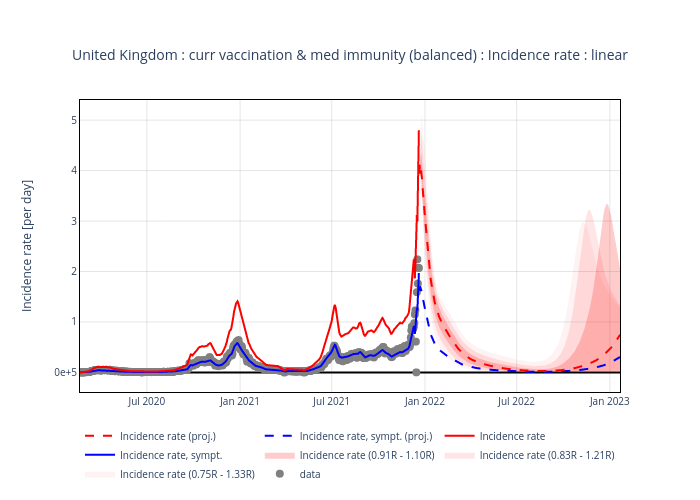 United Kingdom : curr vaccination & med immunity (balanced) : Incidence rate : linear
Incidence rate [per day]
5
4
3
2
1
0e+5
Jul 2020
Jan 2021
Jul 2021
Jan 2022
Jul 2022
Jan 2023
Incidence rate (proj.)
Incidence rate, sympt. (proj.)
Incidence rate
Incidence rate, sympt.
Incidence rate (0.91R - 1.10R)
Incidence rate (0.83R - 1.21R)
Incidence rate (0.75R - 1.33R)
data